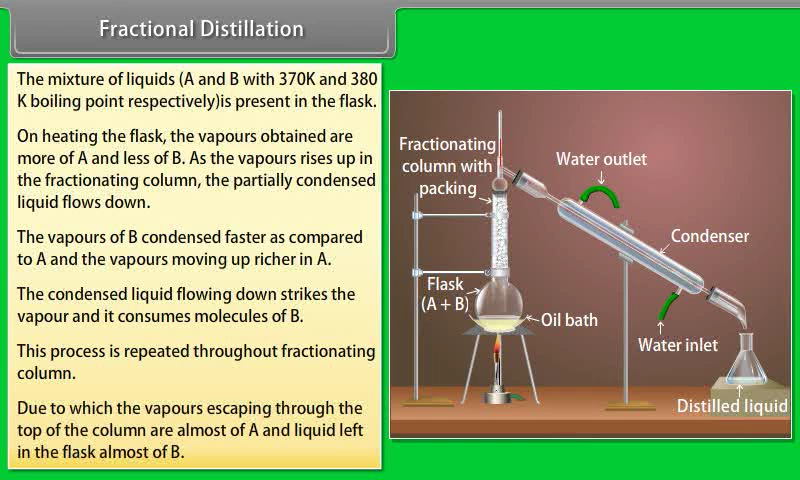 Fractional Distillation
The mixture of liquids (A and B with 370K and 380
K boiling point respectively)is present in the flask.
On heating the flask, the vapours obtained are
more of A and less of B. As the vapours rises up in
the fractionating column, the partially condensed
liquid flows down.
The vapours of B condensed faster as compared
to A and the vapours moving up richer in A.
The condensed liquid flowing down strikes the
vapour and it consumes molecules of B.
This process is repeated throughout fractionating
column.
Due to which the vapours escaping through the
top of the column are almost of A and liquid left
in the flask almost of B.
Fractionating
column with
packing
Water outlet
Condenser
Flask
(A + B)
Oil bath
Water inlet
Distilled liquid